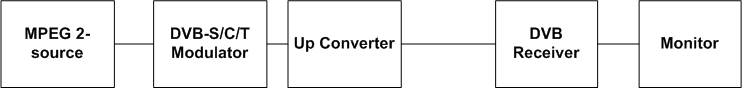 MPEG 2-
source
DVB-S/C/T
Modulator
Up Converter
DVB
Receiver
Monitor